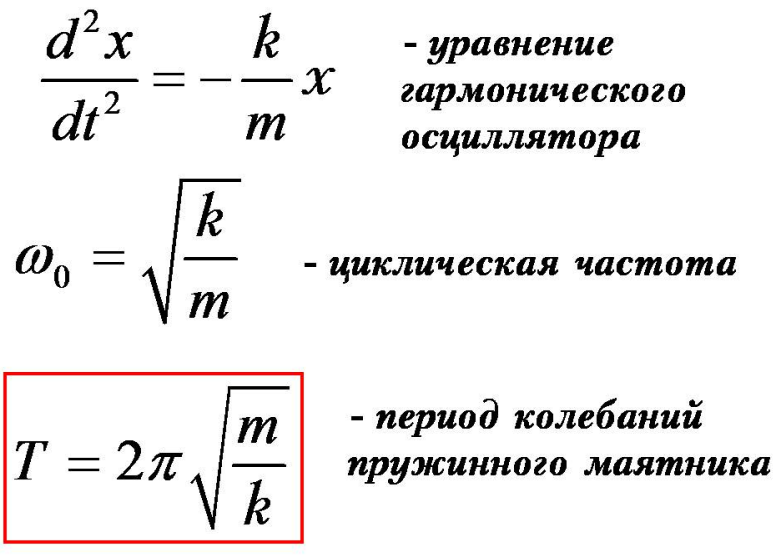 d²x/dt² = −(k/m)x - уравнение
гармонического
осциллятора
ω₀ = √(k/m) - циклическая частота
T = 2π√(m/k) - период колебаний
пружинного маятника